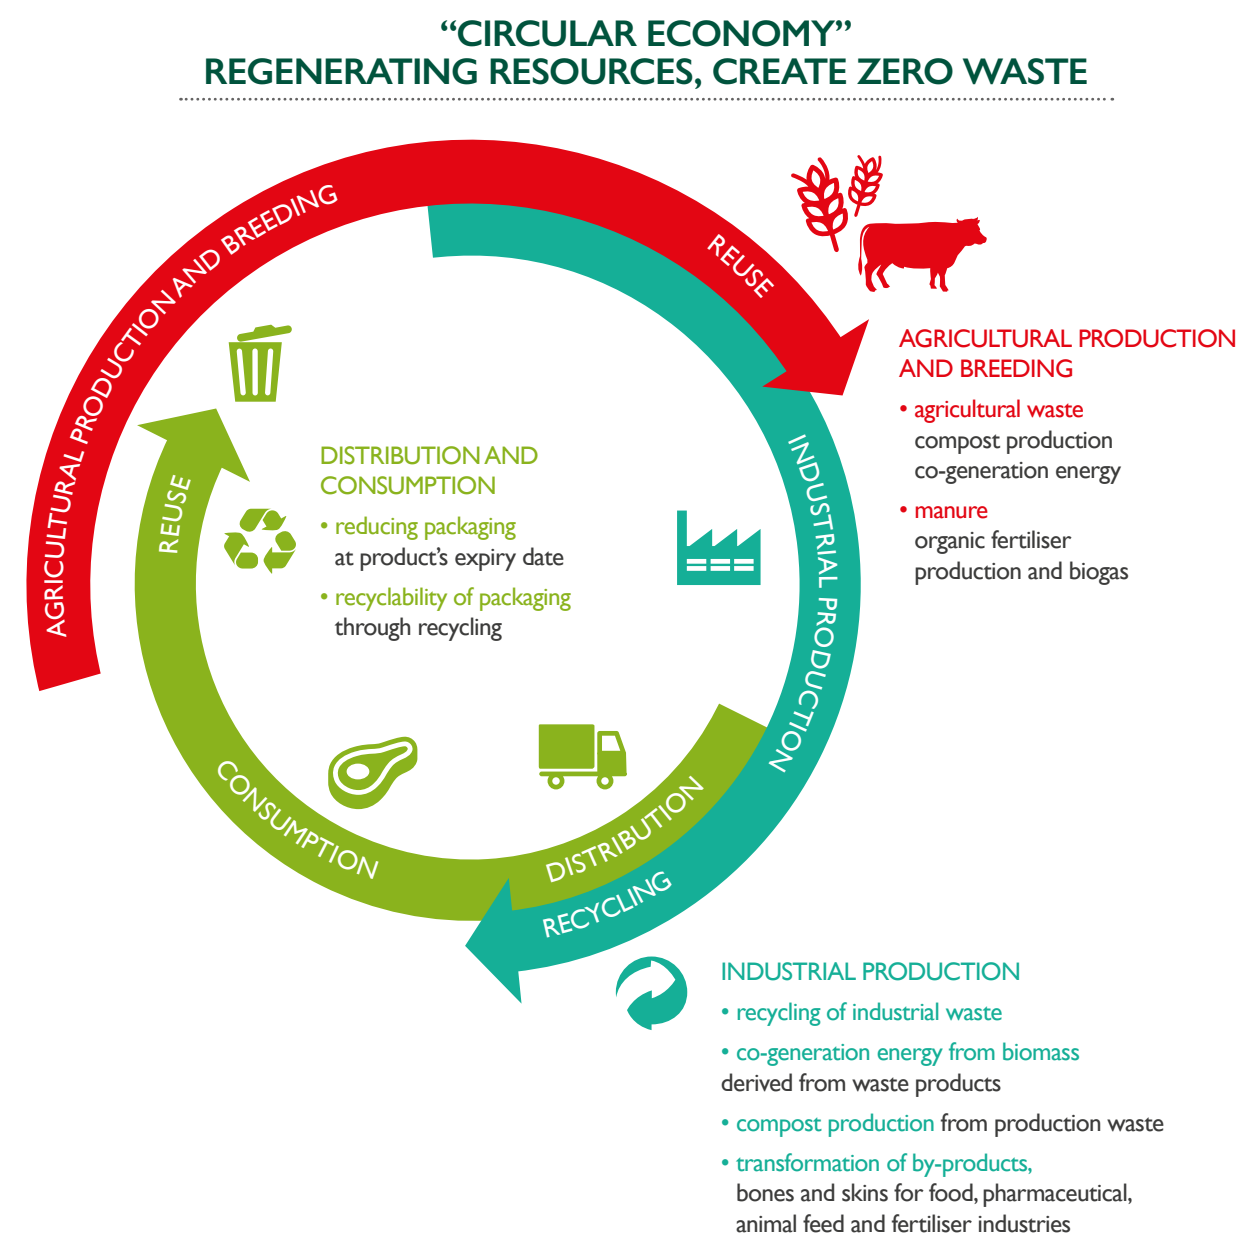 “CIRCULAR ECONOMY”
REGENERATING RESOURCES, CREATE ZERO WASTE
AGRICULTURAL PRODUCTION AND BREEDING
REUSE
AGRICULTURAL PRODUCTION
AND BREEDING
• agricultural waste
compost production
co-generation energy
• manure
organic fertiliser
production and biogas
INDUSTRIAL PRODUCTION
RECYCLING
REUSE
DISTRIBUTION AND
CONSUMPTION
• reducing packaging
at product’s expiry date
• recyclability of packaging
through recycling
CONSUMPTION
DISTRIBUTION
INDUSTRIAL PRODUCTION
• recycling of industrial waste
• co-generation energy from biomass
derived from waste products
• compost production from production waste
• transformation of by-products,
bones and skins for food, pharmaceutical,
animal feed and fertiliser industries